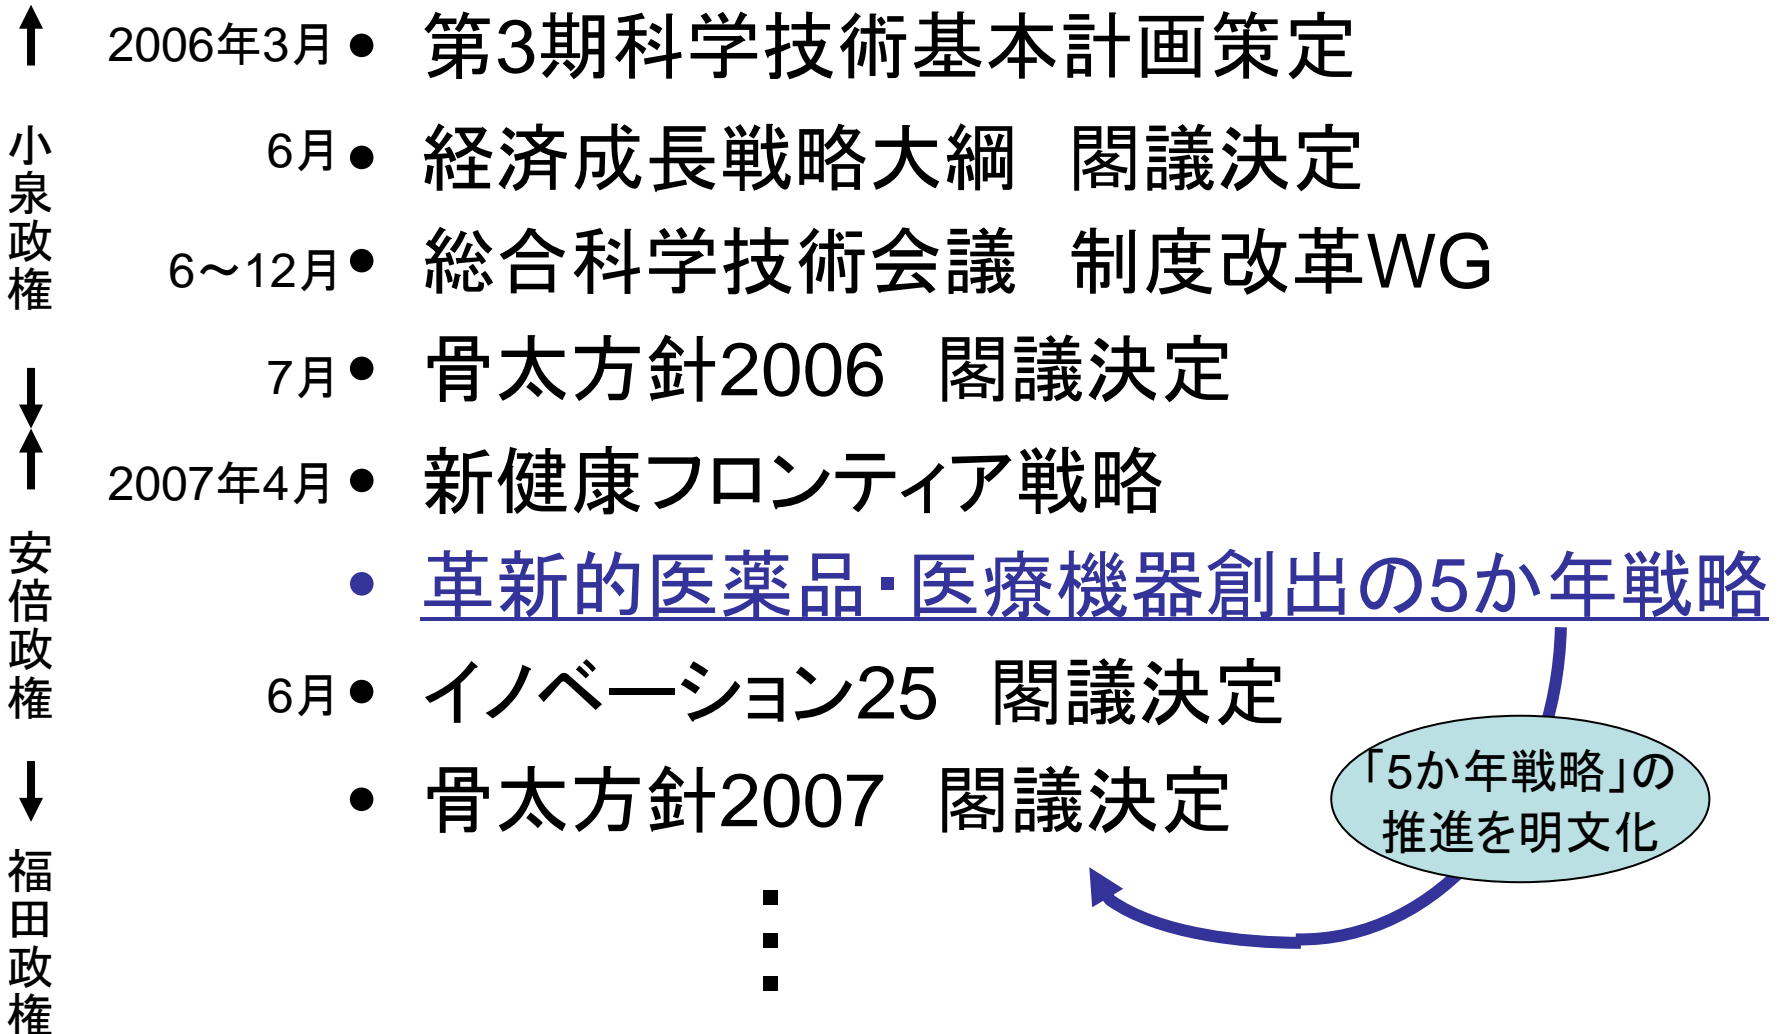 小泉政権
安倍政権
福田政権
2006年3月 • 第3期科学技術基本計画策定
6月 • 経済成長戦略大綱　閣議決定
6～12月 • 総合科学技術会議　制度改革WG
7月 • 骨太方針2006　閣議決定
2007年4月 • 新健康フロンティア戦略
• 革新的医薬品・医療機器創出の5か年戦略
6月 • イノベーション25　閣議決定
• 骨太方針2007　閣議決定
「5か年戦略」の
推進を明文化